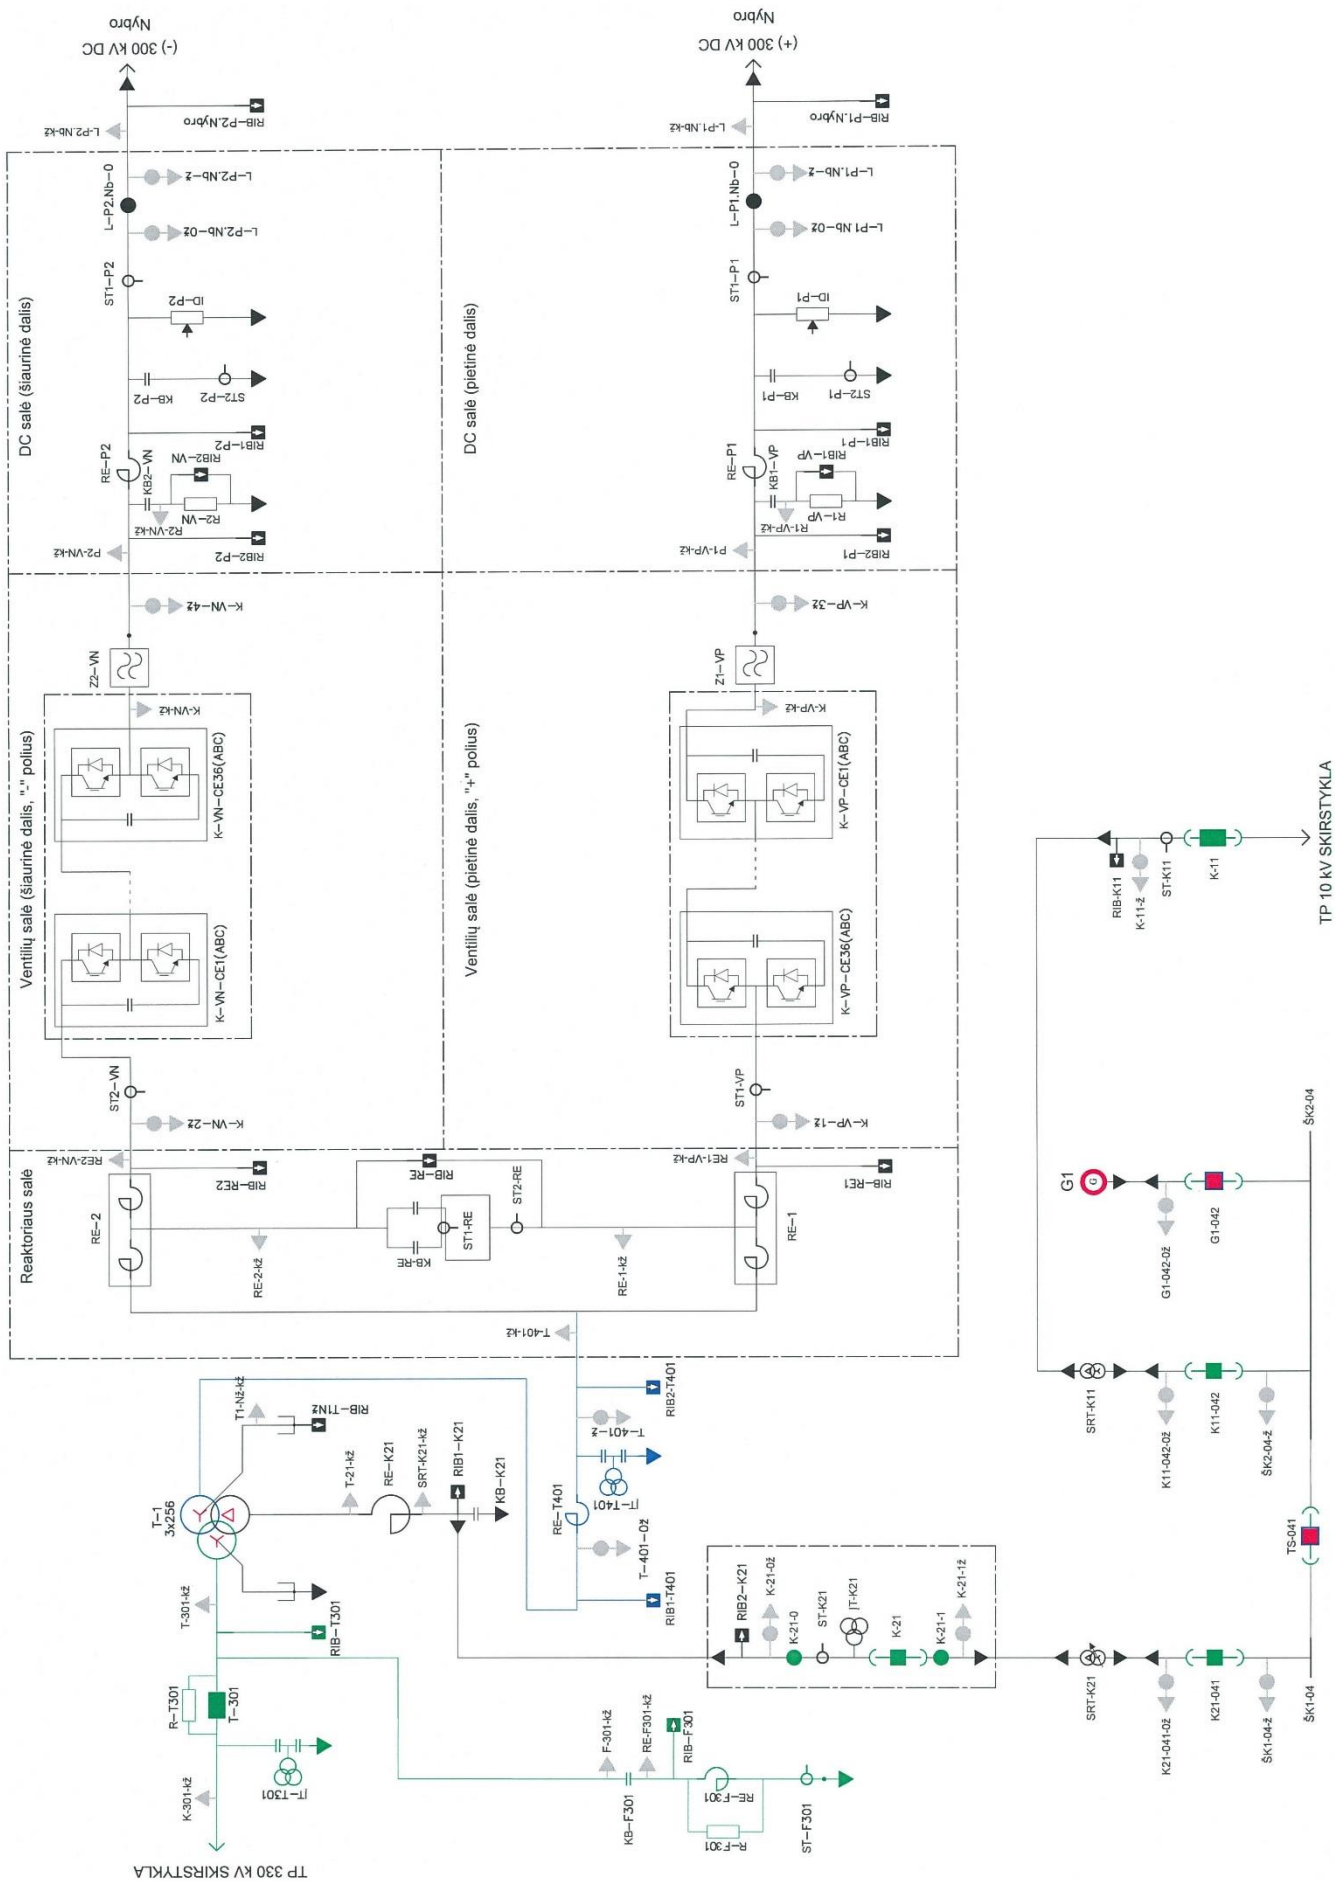 Nybro
(-) 300 kV DC
L-P2.Nb-kž
RIB-P2.Nybro
DC salė (šiaurinė dalis)
L-P2.Nb-ž
L-P2.Nb-0
L-P2.Nb-0ž
ST1-P2
ID-P2
KB-P2
ST2-P2
RIB1-P2
RE-P2
KB2-VN
RIB2-VN
R2-VN
R2-VN-kž
P2-VN-kž
RIB2-P2
Nybro
(+) 300 kV DC
L-P1.Nb-kž
RIB-P1.Nybro
DC salė (pietinė dalis)
L-P1.Nb-ž
L-P1.Nb-0
L-P1.Nb-0ž
ST1-P1
ID-P1
KB-P1
ST2-P1
RIB1-P1
RE-P1
KB1-VP
RIB1-VP
R1-VP
R1-VP-kž
P1-VP-kž
RIB2-P1
Ventilių salė (šiaurinė dalis, "-" polius)
K-VN-4ž
Z2-VN
K-VN-kž
K-VN-CE36(ABC)
K-VN-CE1(ABC)
ST2-VN
K-VN-2ž
Ventilių salė (pietinė dalis, "+" polius)
K-VP-3ž
Z1-VP
K-VP-kž
K-VP-CE1(ABC)
K-VP-CE36(ABC)
ST1-VP
K-VP-1ž
Reaktoriaus salė
RE2-VN-kž
RIB-RE2
RE-2
RE-2-kž
RIB-RE
KB-RE
ST1-RE
ST2-RE
RE-1-kž
RE1-VP-kž
RIB-RE1
RE-1
T-401-kž
T1-Nž-kž
RIB-T1Nž
T-1
3x256
T-21-kž
RE-K21
SRT-K21-kž
RIB1-K21
KB-K21
RIB2-T401
T-401-ž
ĮT-T401
RE-T401
T-401-0ž
RIB1-T401
T-301-kž
RIB-T301
R-T301
T-301
ĮT-T301
K-301-kž
TP 330 kV SKIRSTYKLA
F-301-kž
KB-F301
RE-F301-kž
RIB-F301
RE-F301
R-F301
ST-F301
RIB2-K21
K-21-0ž
K-21-0
ST-K21
ĮT-K21
K-21
K-21-1
K-21-1ž
SRT-K21
K21-041-0ž
K21-041
ŠK1-04-ž
ŠK1-04
TS-041
SRT-K11
K11-042-0ž
K11-042
ŠK2-04-ž
G1
G
G1-042-0ž
G1-042
ŠK2-04
RIB-K11
K-11-ž
ST-K11
K-11
TP 10 kV SKIRSTYKLA